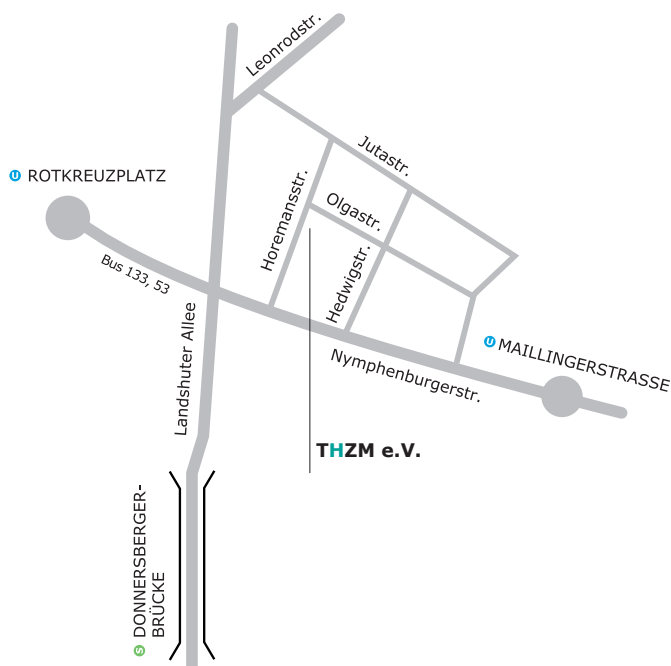 Leonrodstr.
Jutastr.
U ROTKREUZPLATZ
Horemansstr.
Olgastr.
Hedwigstr.
Bus 133, 53
Landshuter Allee
U MAILLINGERSTRASSE
Nymphenburgerstr.
THZM e.V.
S DONNERSBERGER-
BRÜCKE